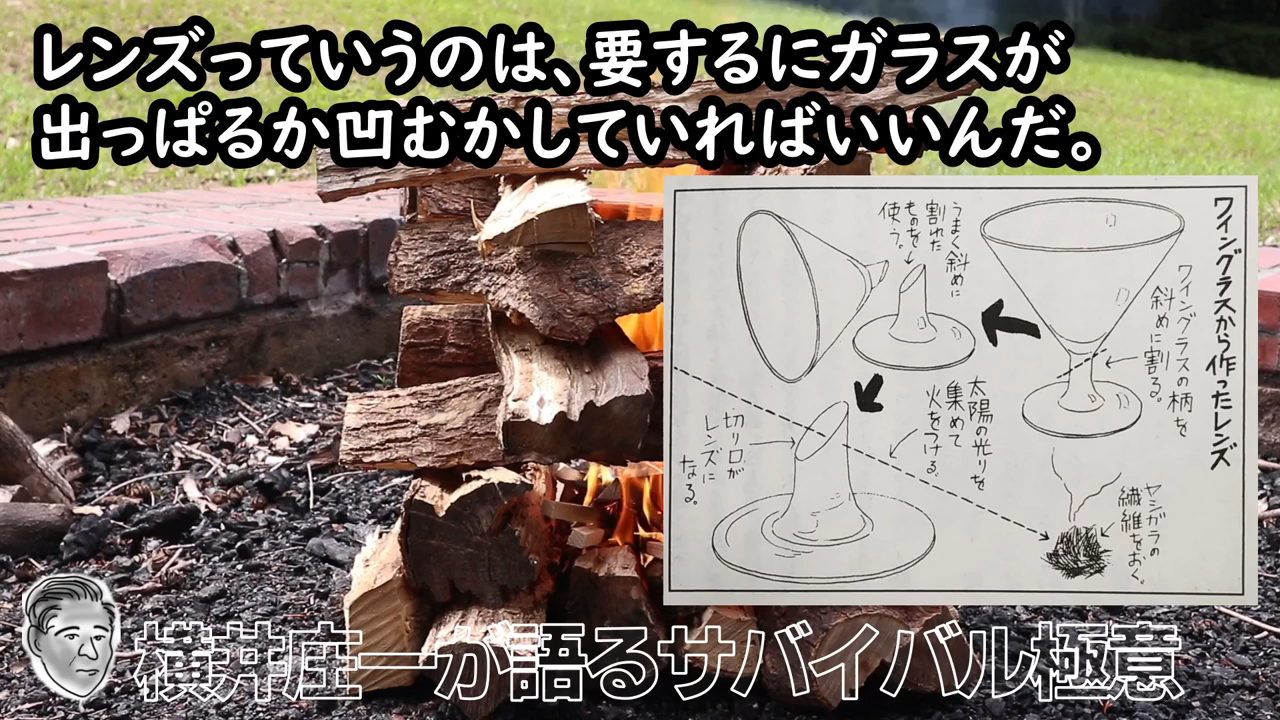 レンズっていうのは、要するにガラスが
出っぱるか凹むかしていればいいんだ。
ワイングラスから作ったレンズ
ワイングラスの柄を
斜めに割る。
うまく斜めに
割れた
ものを
使う。
太陽の光りを
集めて
火をつける。
切り口が
レンズに
なる。
ヤシガラの
繊維をおく。
横井庄一が語るサバイバル極意